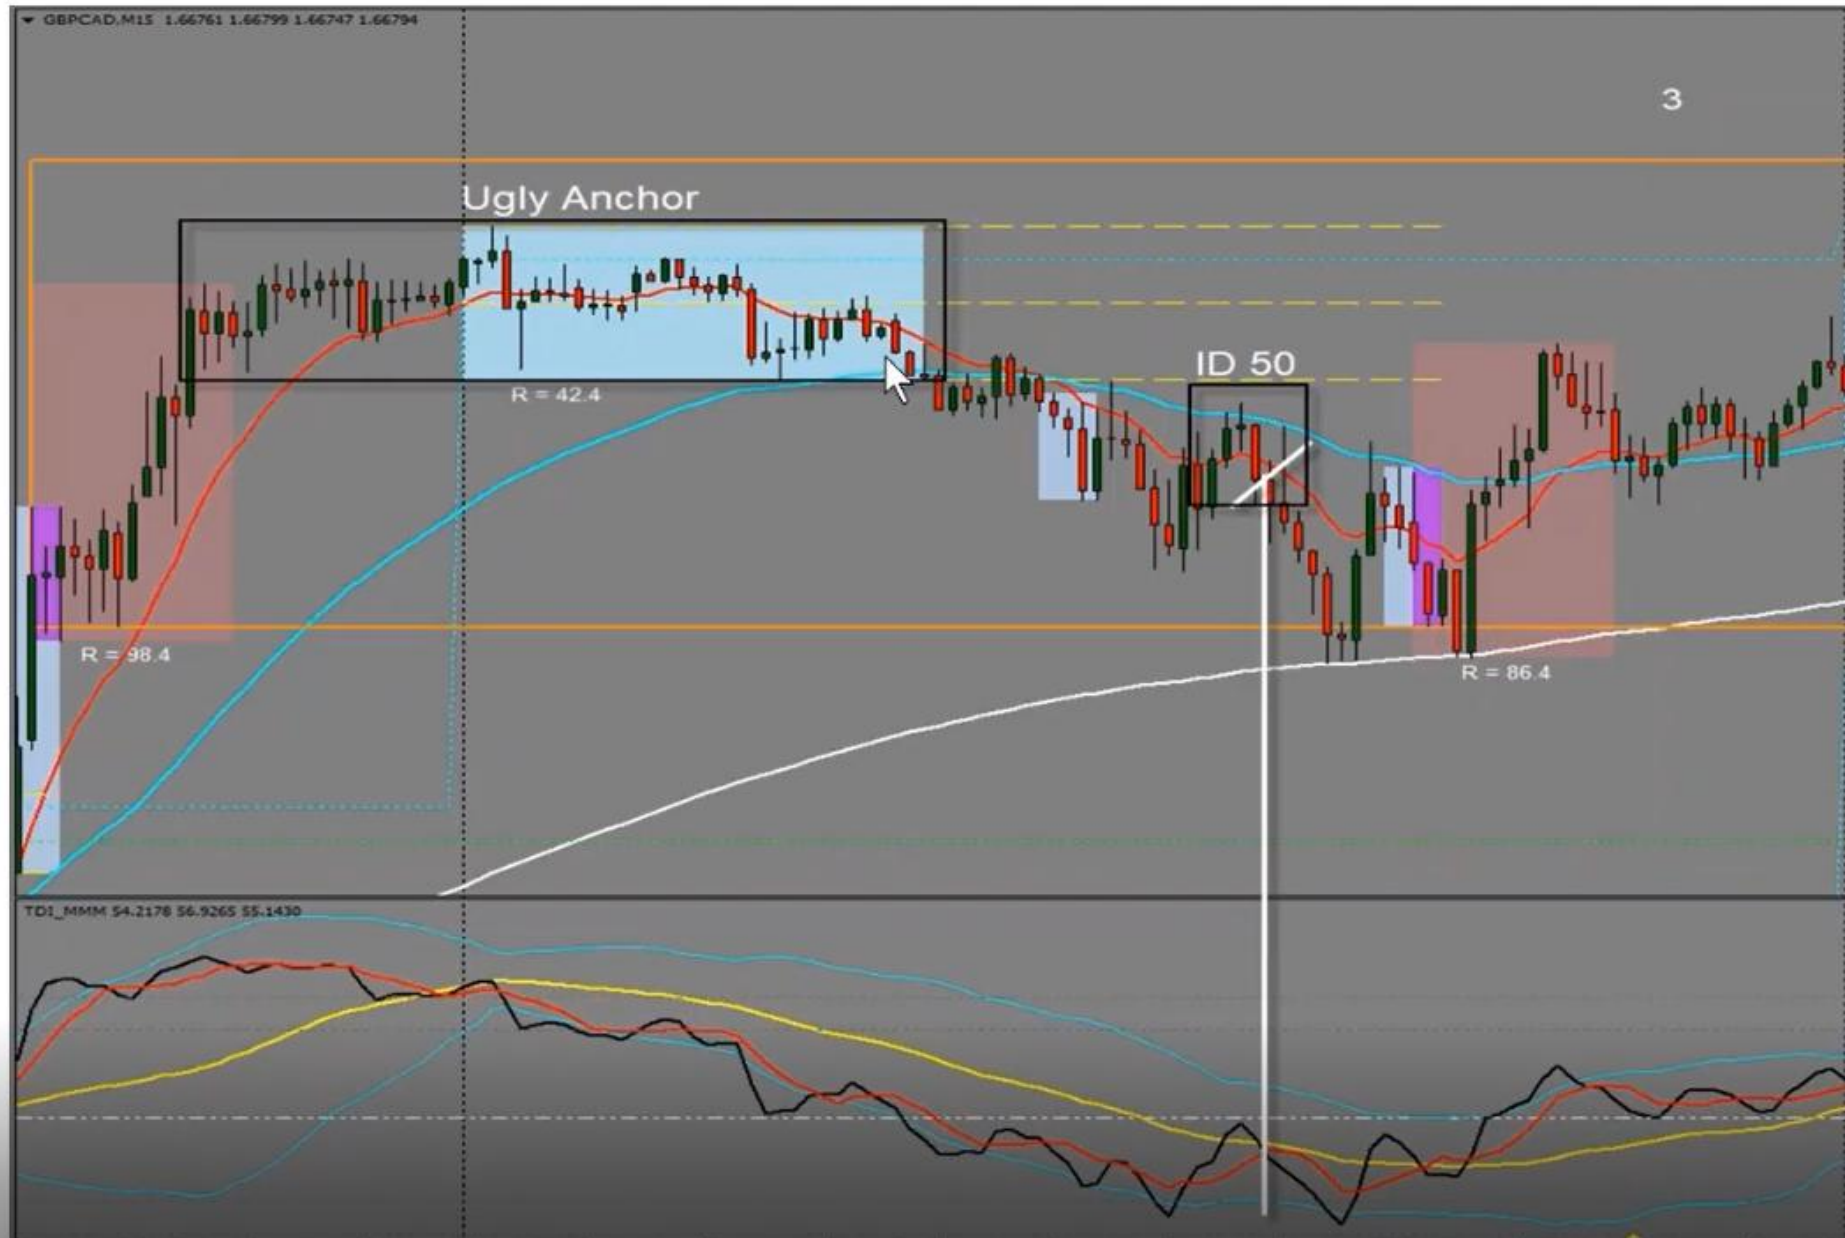 GBPCAD,M15 1.66761 1.66799 1.66747 1.66794
3
Ugly Anchor
ID 50
R = 42.4
R = 98.4
R = 86.4
TDI_MMM 54.2178 56.9265 55.1430